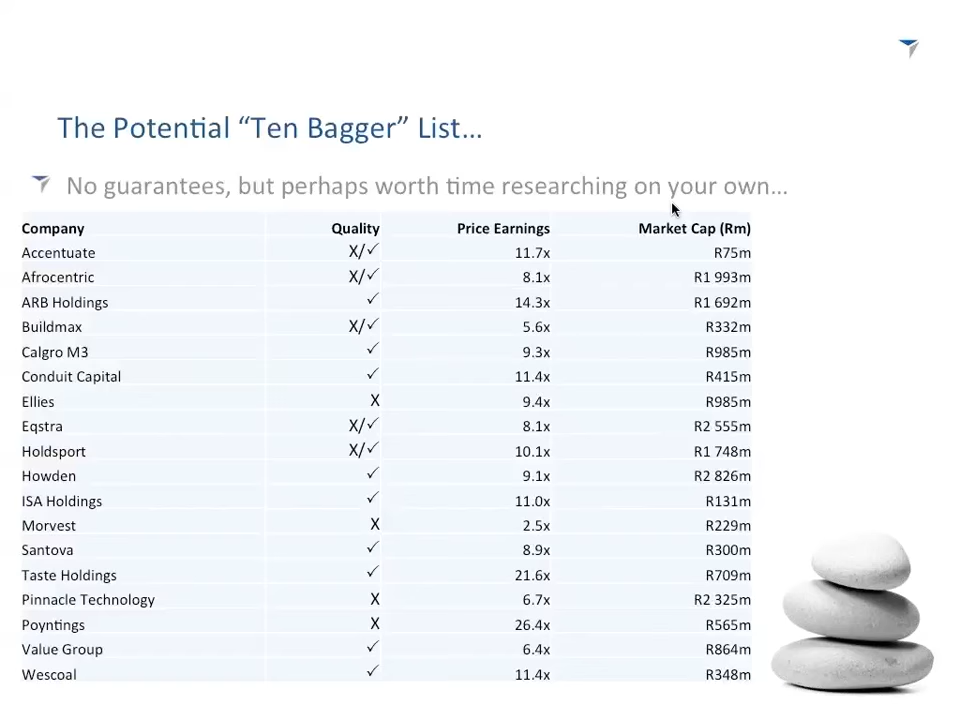 The Potential “Ten Bagger” List…
No guarantees, but perhaps worth time researching on your own…
Company Quality Price Earnings Market Cap (Rm)
Accentuate X/✓ 11.7x R75m
Afrocentric X/✓ 8.1x R1 993m
ARB Holdings ✓ 14.3x R1 692m
Buildmax X/✓ 5.6x R332m
Calgro M3 ✓ 9.3x R985m
Conduit Capital ✓ 11.4x R415m
Ellies X 9.4x R985m
Eqstra X/✓ 8.1x R2 555m
Holdsport X/✓ 10.1x R1 748m
Howden ✓ 9.1x R2 826m
ISA Holdings ✓ 11.0x R131m
Morvest X 2.5x R229m
Santova ✓ 8.9x R300m
Taste Holdings ✓ 21.6x R709m
Pinnacle Technology X 6.7x R2 325m
Poyntings X 26.4x R565m
Value Group ✓ 6.4x R864m
Wescoal ✓ 11.4x R348m